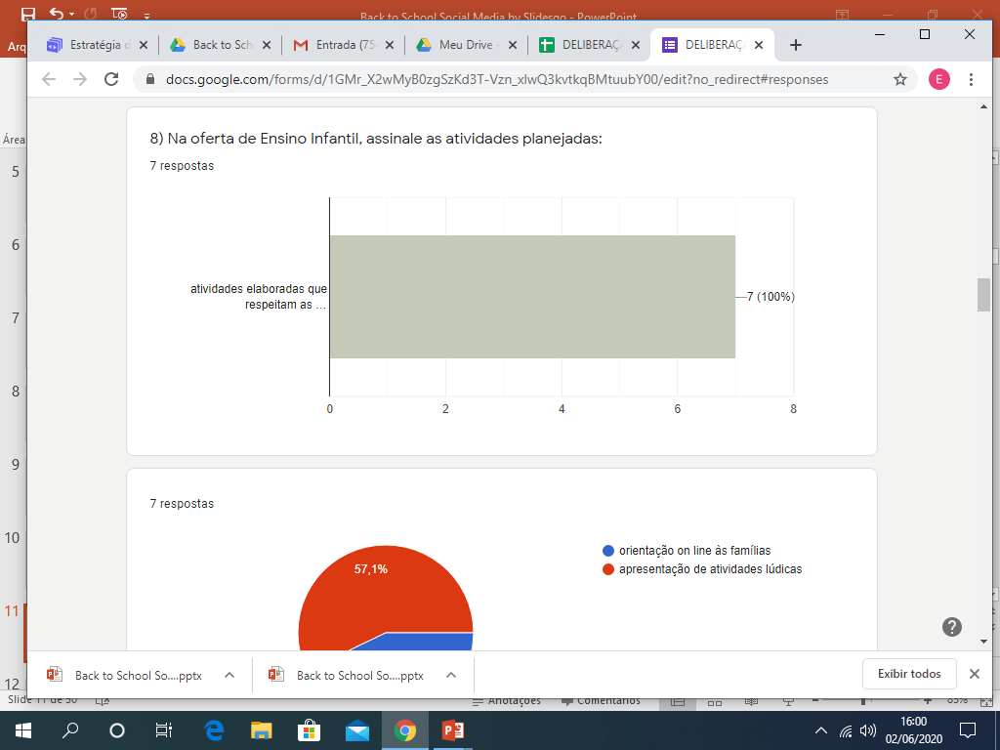 Back to School Social Media by Slidesgo - PowerPoint
Arq
Estratégia d
Back to Sch
Entrada (75
Meu Drive
DELIBERAÇ
DELIBERAÇ
docs.google.com/forms/d/1GMr_X2wMyB0zgSzKd3T-Vzn_xlwQ3kvtkqBMtuubY00/edit?no_redirect#responses
E
Área
5
6
7
8
9
10
11
12
8) Na oferta de Ensino Infantil, assinale as atividades planejadas:
7 respostas
atividades elaboradas que
respeitam as ...
7 (100%)
0 2 4 6 8
7 respostas
57,1%
orientação on line às famílias
apresentação de atividades lúdicas
Back to School So....pptx
Back to School So....pptx
Exibir todos
Slide 11 de 50
Anotações
Comentários
85%
16:00
02/06/2020